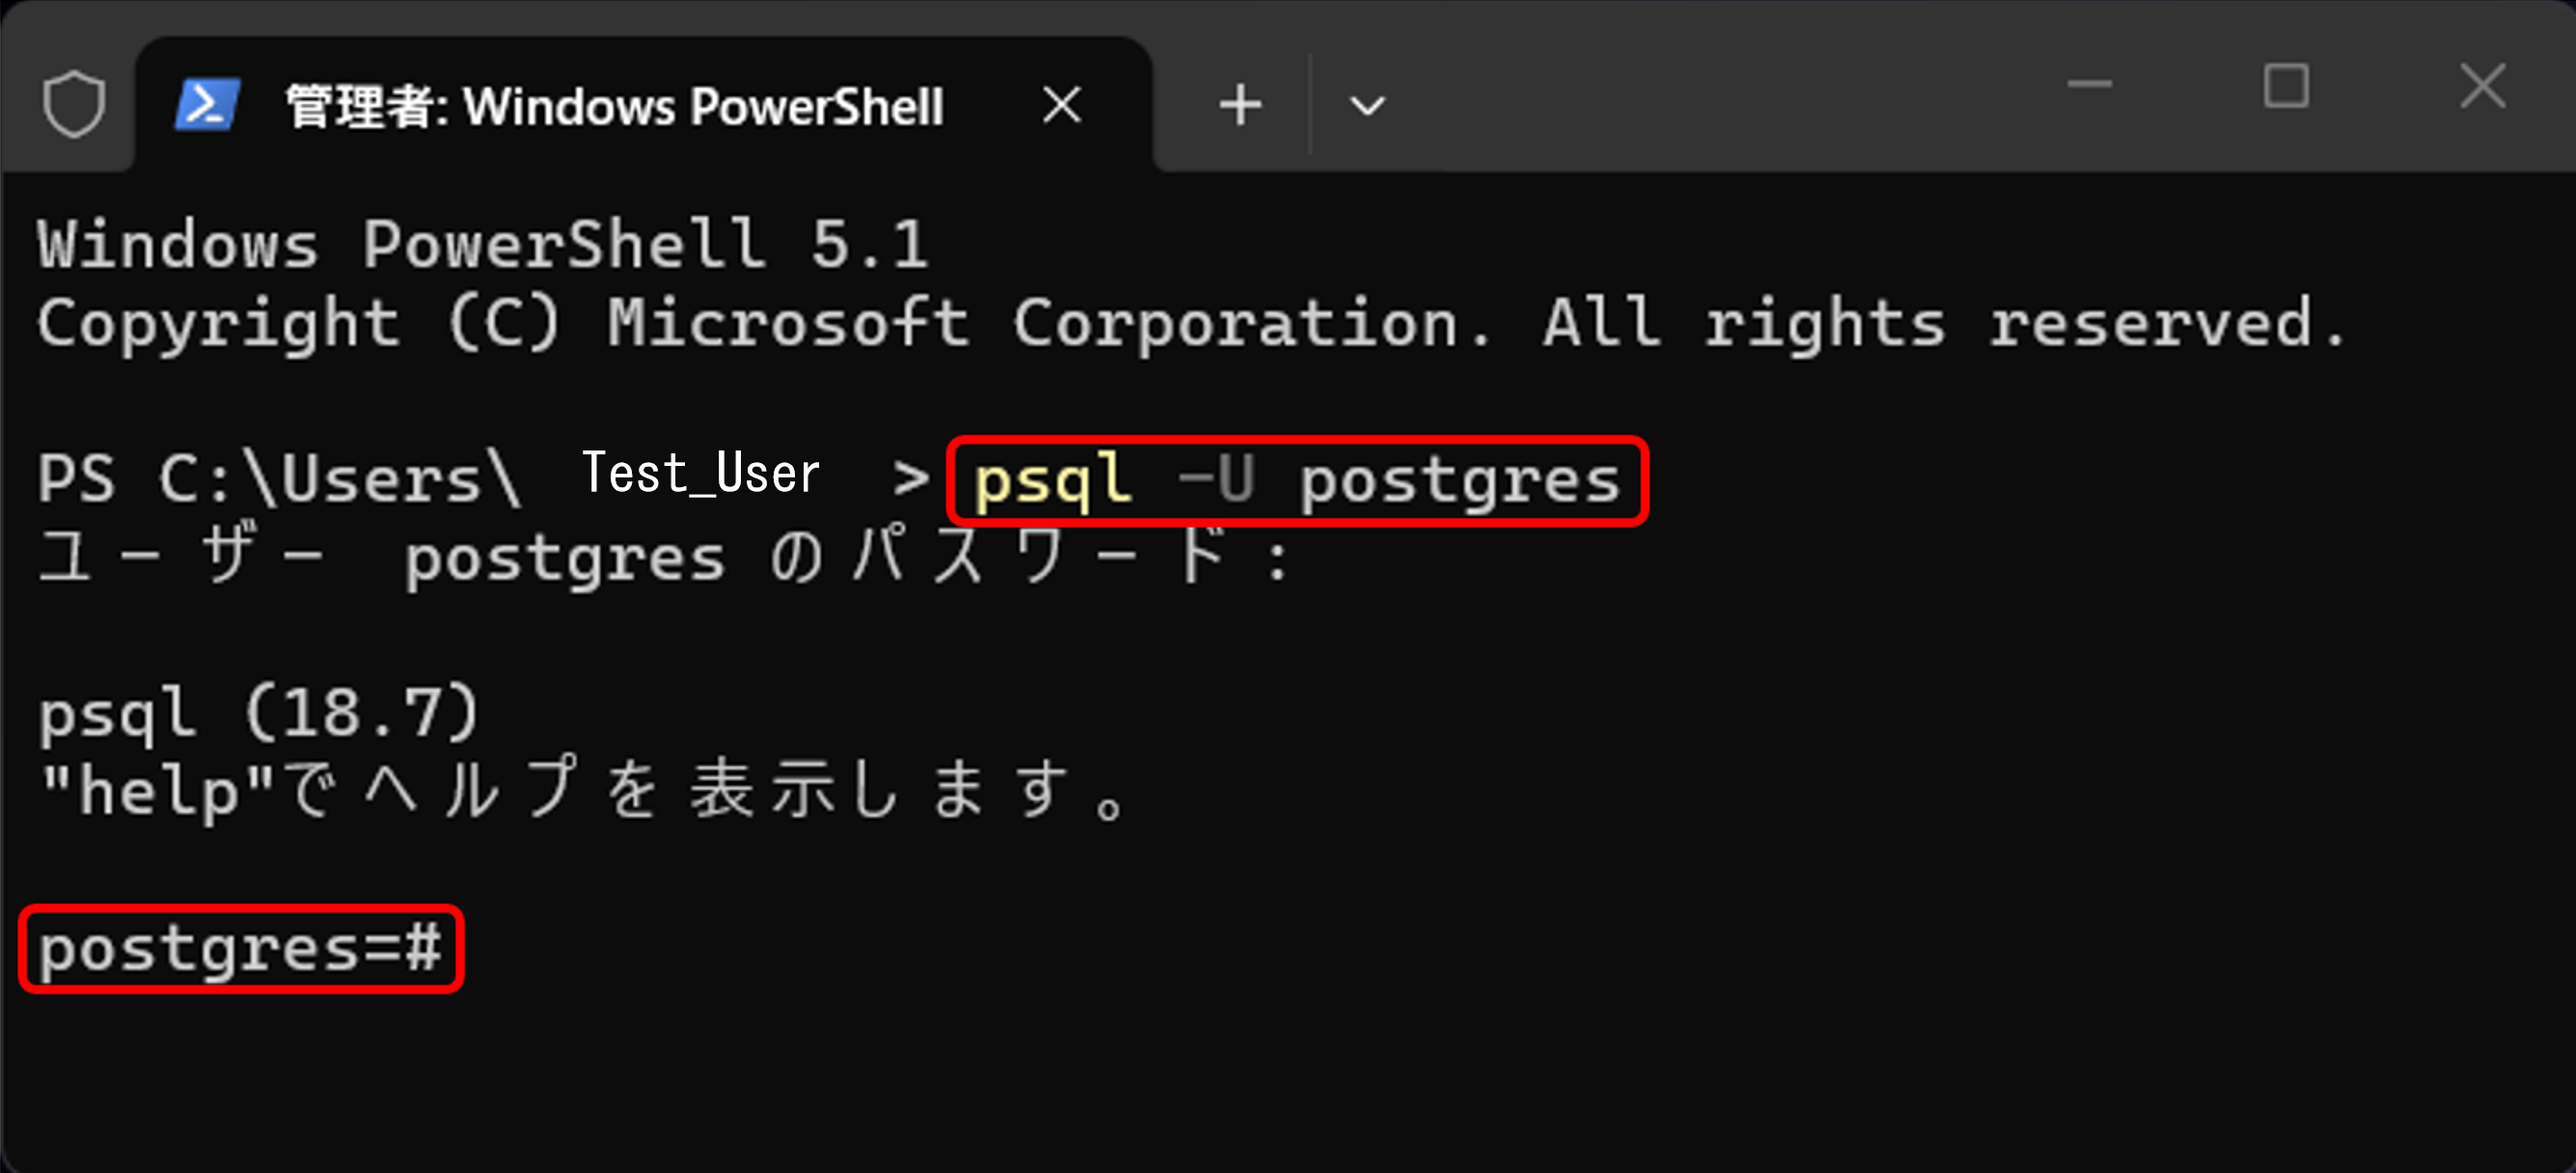 管理者: Windows PowerShell
Windows PowerShell 5.1
Copyright (C) Microsoft Corporation. All rights reserved.
PS C:\Users\ Test_User > psql -U postgres
ユーザー postgres のパスワード:
psql (18.7)
"help"でヘルプを表示します。
postgres=#